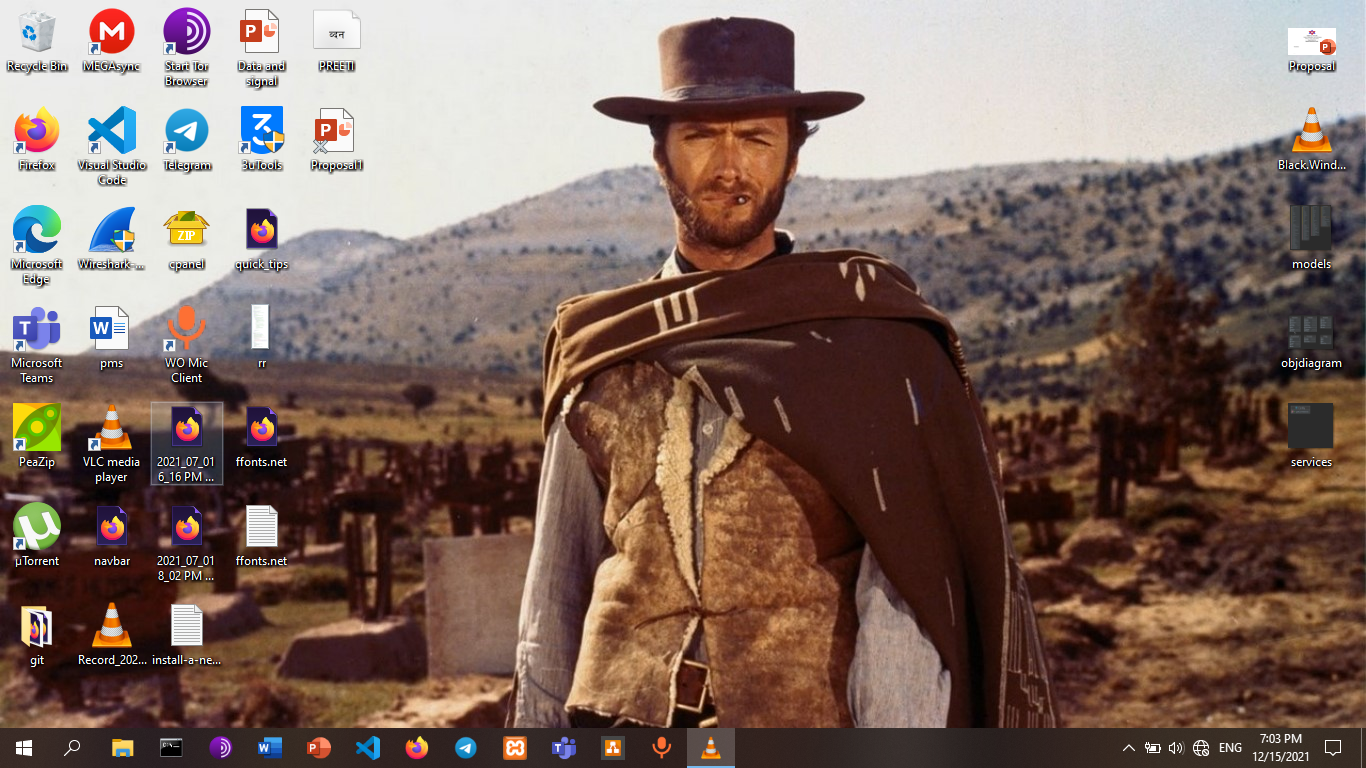 Recycle Bin
MEGAsync
Start Tor
Browser
Data and
signal
व्वन
PREETI
Proposal
Firefox
Visual Studio
Code
Telegram
3uTools
Proposal1
Black.Wind...
Microsoft
Edge
Wireshark-...
ZIP
cpanel
quick_tips
models
Microsoft
Teams
pms
WO Mic
Client
rr
objdiagram
PeaZip
VLC media
player
2021_07_01
6_16 PM ...
ffonts.net
services
µTorrent
navbar
2021_07_01
8_02 PM ...
ffonts.net
git
Record_202...
install-a-ne...
ENG
7:03 PM
12/15/2021